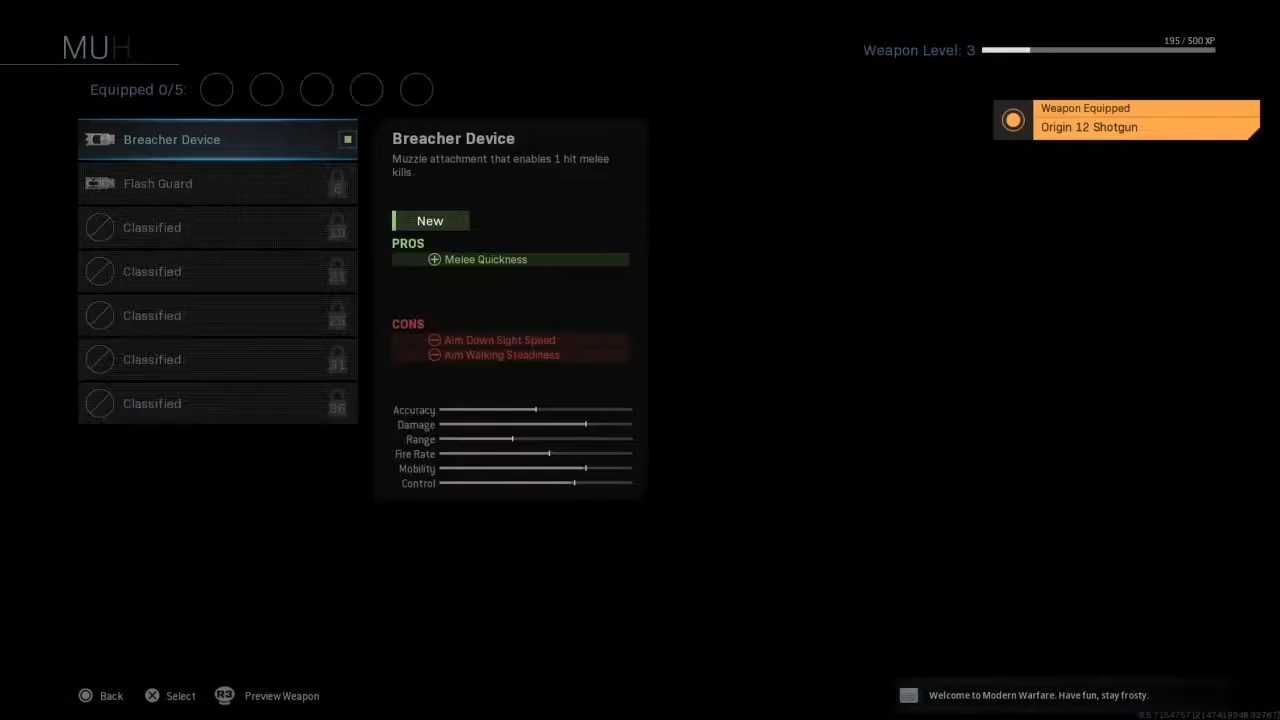 MUH
Weapon Level: 3
195 / 500 XP
Equipped 0/5:
Weapon Equipped
Origin 12 Shotgun
Breacher Device
Flash Guard
6
Classified
Classified
Classified
Classified
Classified
Breacher Device
Muzzle attachment that enables 1 hit melee
kills.
New
PROS
Melee Quickness
CONS
Aim Down Sight Speed
Aim Walking Steadiness
Accuracy
Damage
Range
Fire Rate
Mobility
Control
Back
Select
R3
Preview Weapon
Welcome to Modern Warfare. Have fun, stay frosty.